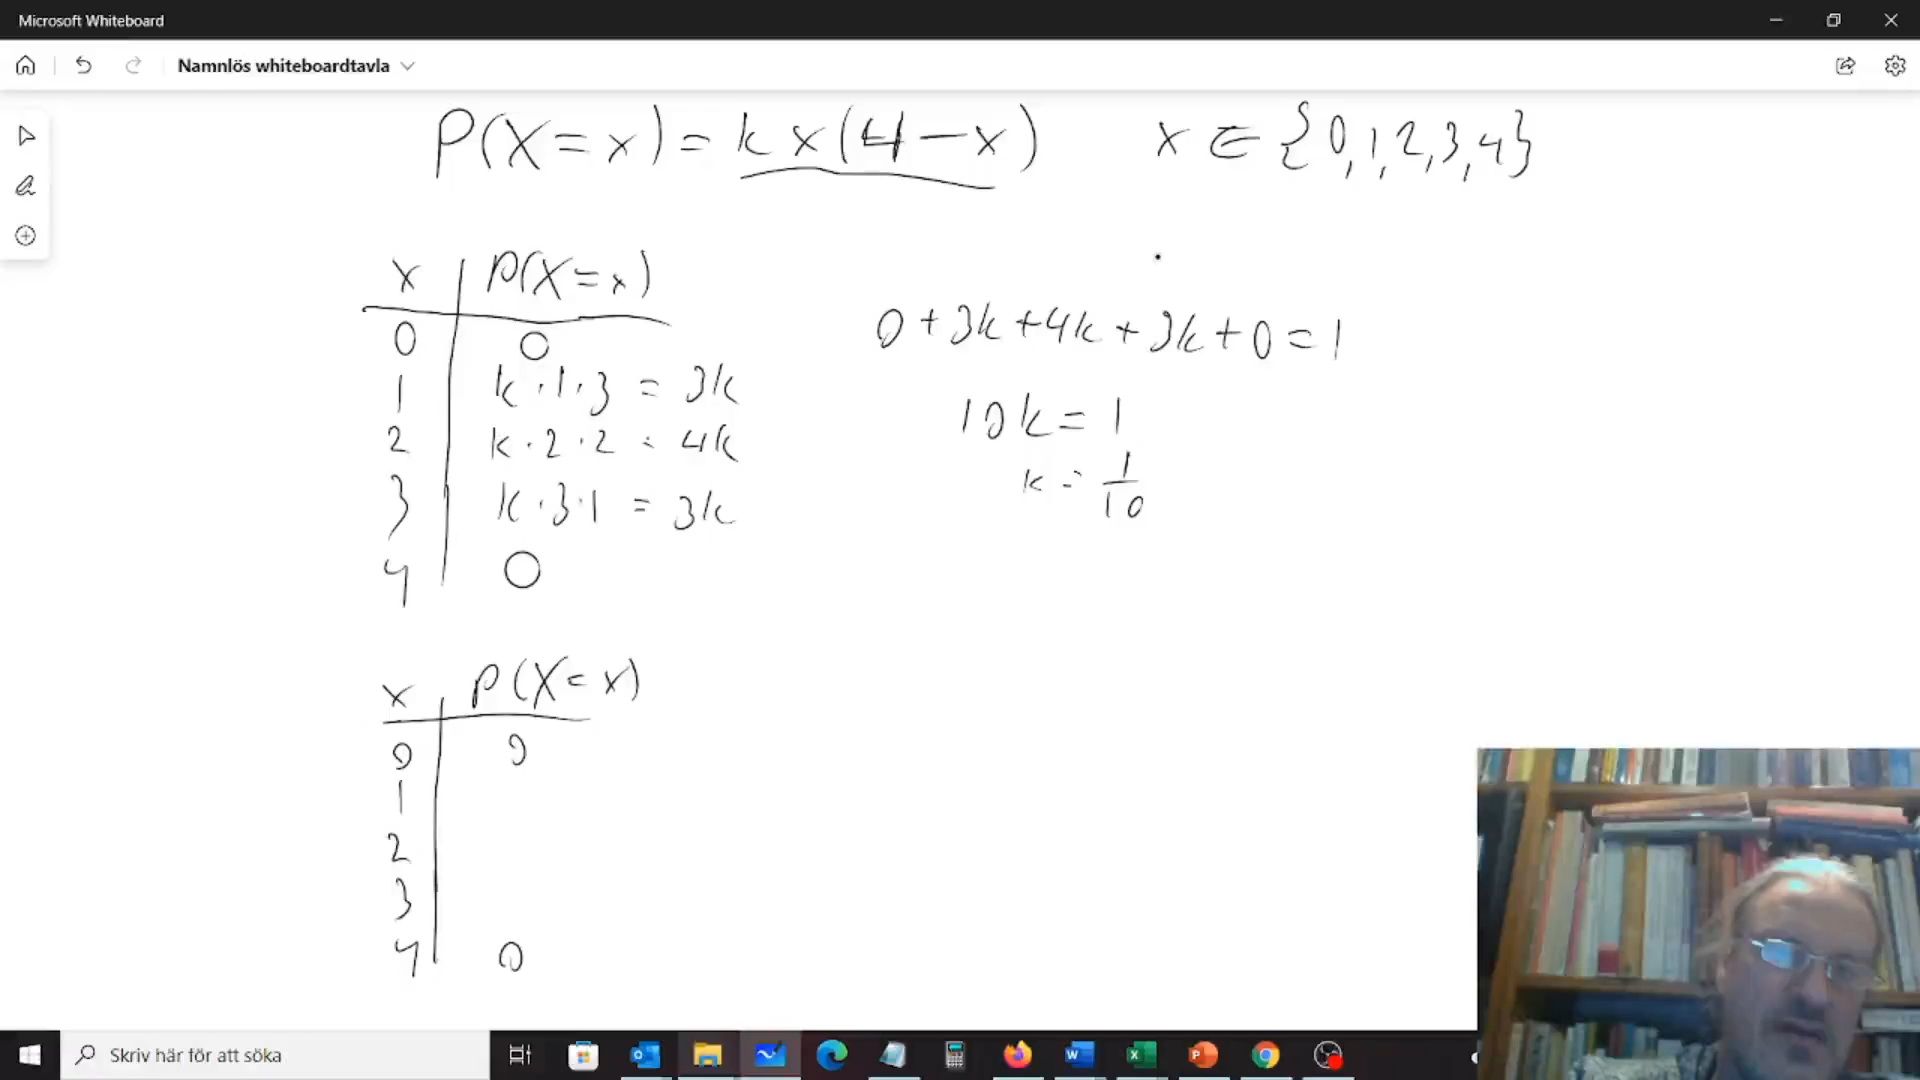 Microsoft Whiteboard
Namnlös whiteboardtavla
P(X = x) = k x(4 − x)    x ∈ {0,1,2,3,4}
x | P(X = x)
0 | 0
1 | k · 1 · 3 = 3k
2 | k · 2 · 2 = 4k
3 | k · 3 · 1 = 3k
4 | 0
0 + 3k + 4k + 3k + 0 = 1
10k = 1
k = 1/10
x | P(X = x)
0 | 0
1
2
3
4 | 0
Skriv här för att söka